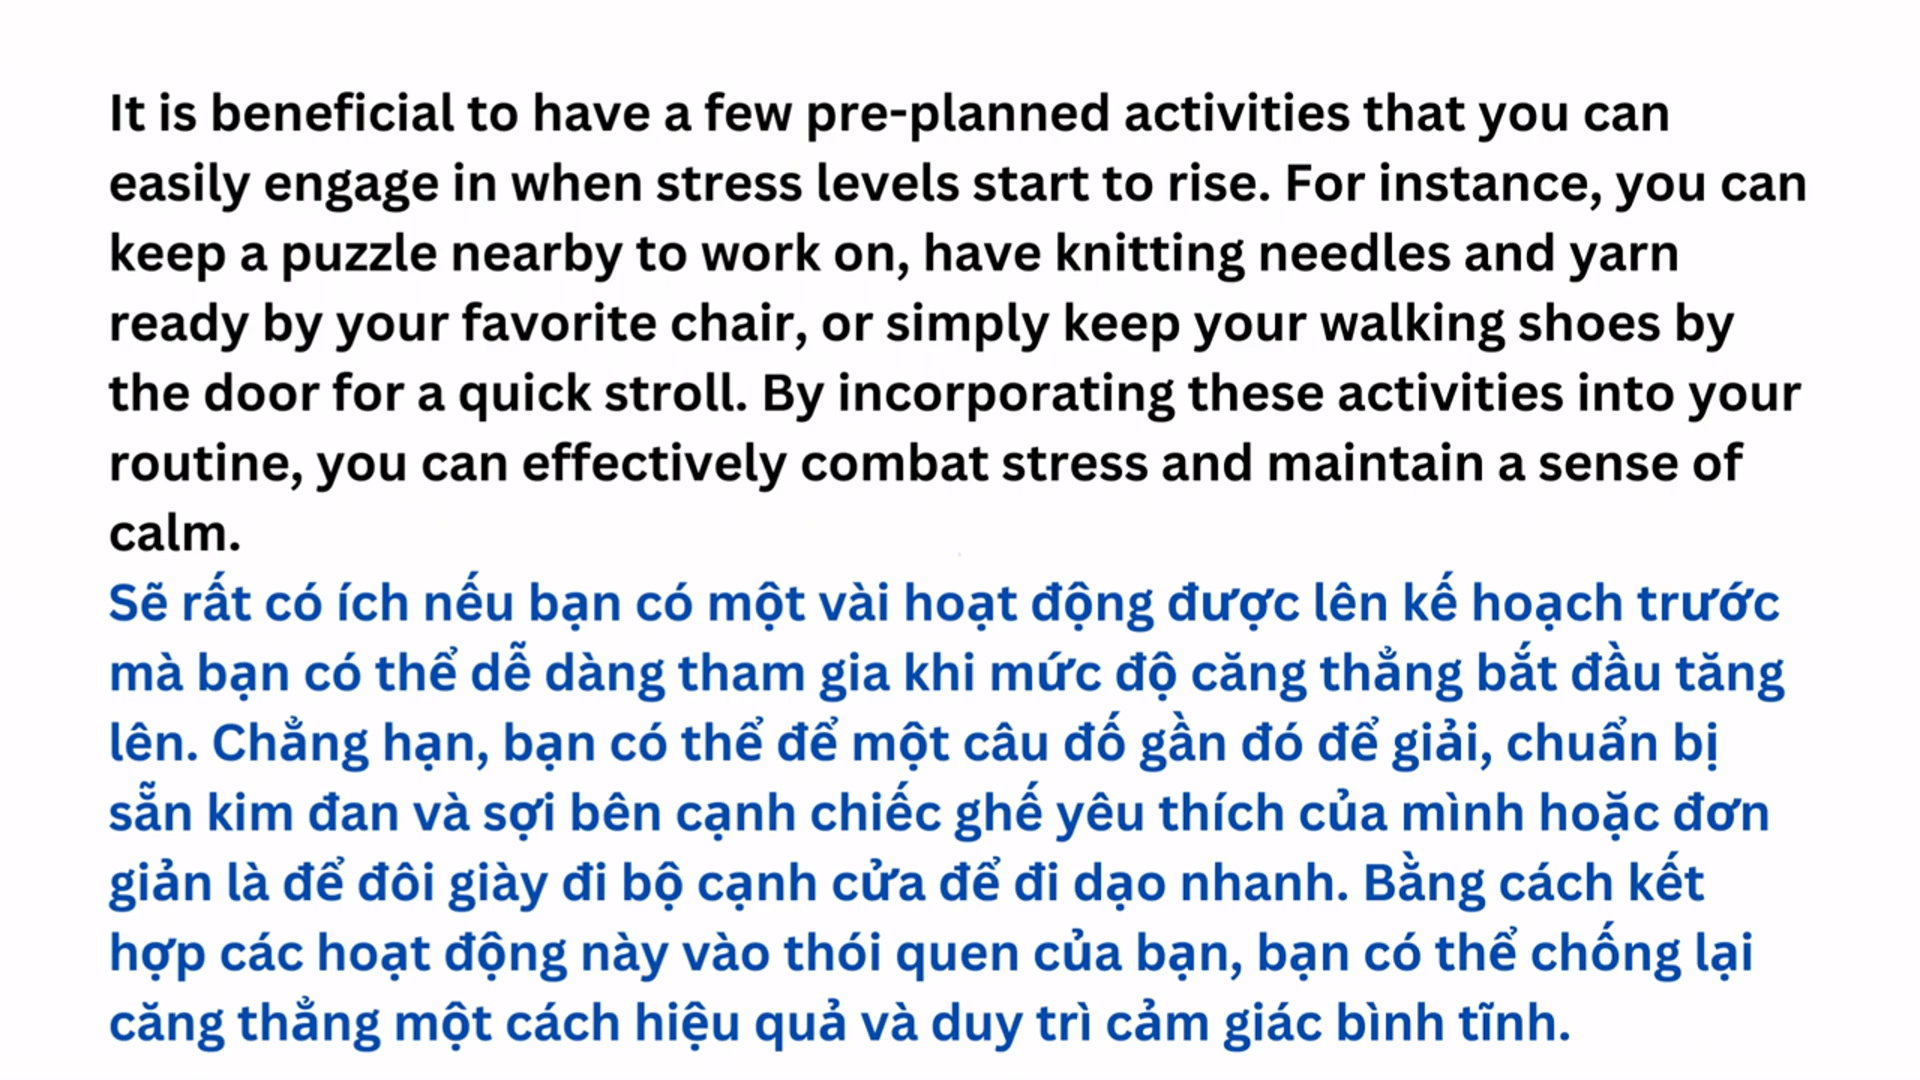 It is beneficial to have a few pre-planned activities that you can
easily engage in when stress levels start to rise. For instance, you can
keep a puzzle nearby to work on, have knitting needles and yarn
ready by your favorite chair, or simply keep your walking shoes by
the door for a quick stroll. By incorporating these activities into your
routine, you can effectively combat stress and maintain a sense of
calm.
Sẽ rất có ích nếu bạn có một vài hoạt động được lên kế hoạch trước
mà bạn có thể dễ dàng tham gia khi mức độ căng thẳng bắt đầu tăng
lên. Chẳng hạn, bạn có thể để một câu đố gần đó để giải, chuẩn bị
sẵn kim đan và sợi bên cạnh chiếc ghế yêu thích của mình hoặc đơn
giản là để đôi giày đi bộ cạnh cửa để đi dạo nhanh. Bằng cách kết
hợp các hoạt động này vào thói quen của bạn, bạn có thể chống lại
căng thẳng một cách hiệu quả và duy trì cảm giác bình tĩnh.